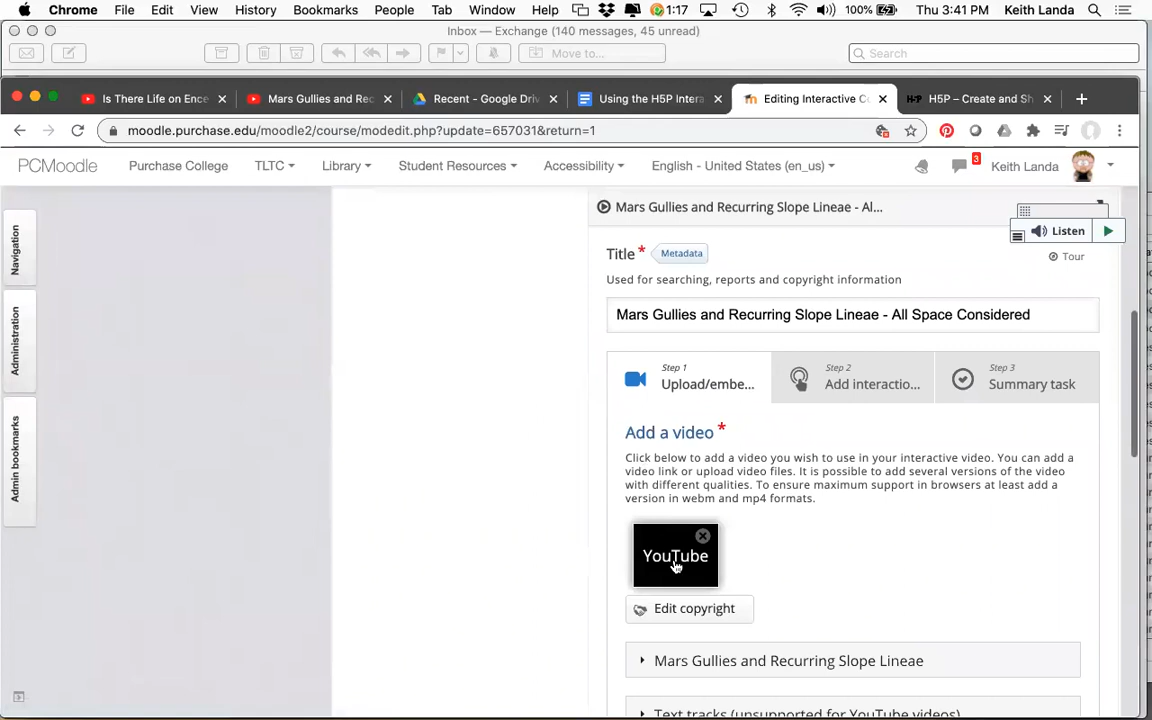 Chrome File Edit View History Bookmarks People Tab Window Help 1:17 100% Thu 3:41 PM Keith Landa
Inbox — Exchange (140 messages, 45 unread)
Move to...
Search
Is There Life on Ence
Mars Gullies and Rec
Recent - Google Driv
Using the H5P Intera
Editing Interactive C
H5P – Create and Sh
moodle.purchase.edu/moodle2/course/modedit.php?update=657031&return=1
PCMoodle Purchase College TLTC Library Student Resources Accessibility English - United States (en_us) 3 Keith Landa
Navigation
Administration
Admin bookmarks
Mars Gullies and Recurring Slope Lineae - Al...
Listen
Title * Metadata
Tour
Used for searching, reports and copyright information
Mars Gullies and Recurring Slope Lineae - All Space Considered
Step 1
Upload/embe...
Step 2
Add interactio...
Step 3
Summary task
Add a video *
Click below to add a video you wish to use in your interactive video. You can add a
video link or upload video files. It is possible to add several versions of the video
with different qualities. To ensure maximum support in browsers at least add a
version in webm and mp4 formats.
YouTube
Edit copyright
Mars Gullies and Recurring Slope Lineae
Text tracks (unsupported for YouTube videos)